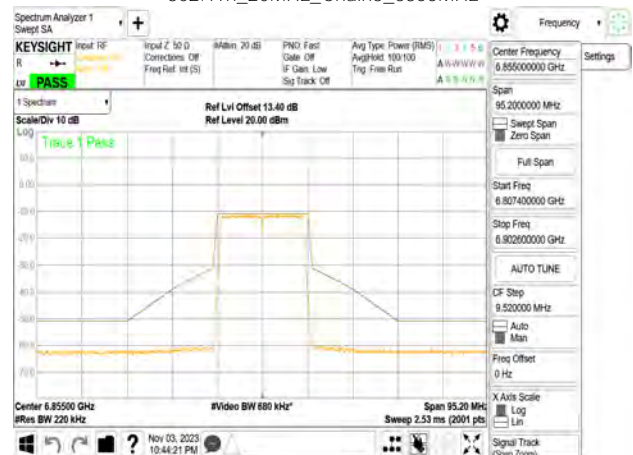 Spectrum Analyzer 1
Swept SA
+
Frequency
KEYSIGHT
Input: RF
Input Z: 50 Ω
#Atten: 20 dB
PNO: Fast
Avg Type: Power (RMS)
R
Corrections: Off
Gate: Off
Avg|Hold: 100/100
Freq Ref: Int (S)
IF Gain: Low
Trig: Free Run
Sig Track: Off
LV
PASS
1 Spectrum
Ref Lvl Offset 13.40 dB
Scale/Div 10 dB
Ref Level 20.00 dBm
Log
Trace 1 Pass
Center 6.85500 GHz
#Video BW 680 kHz*
Span 95.20 MHz
#Res BW 220 kHz
Sweep 2.53 ms (2001 pts
?
Nov 03, 2023
10:44:21 PM
Center Frequency
6.855000000 GHz
Settings
Span
95.2000000 MHz
Swept Span
Zero Span
Full Span
Start Freq
6.807400000 GHz
Stop Freq
6.902600000 GHz
AUTO TUNE
CF Step
9.520000 MHz
Auto
Man
Freq Offset
0 Hz
X Axis Scale
Log
Lin
Signal Track
(Span Zoom)